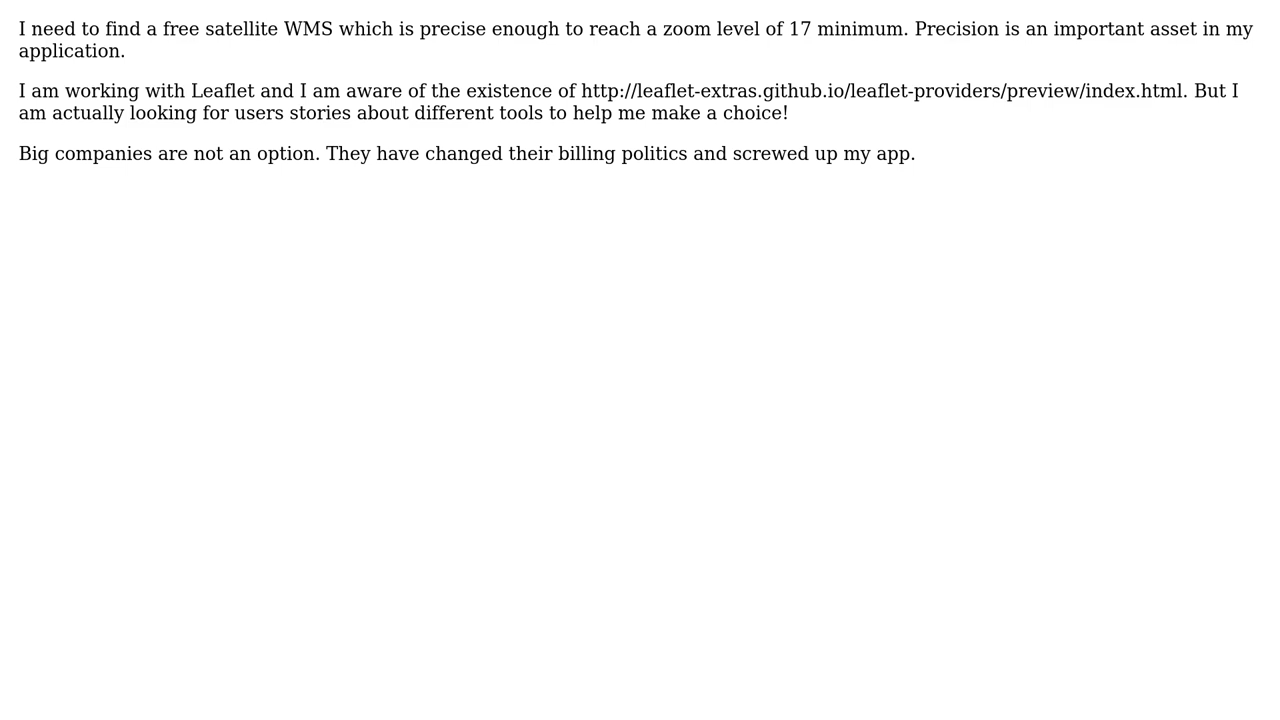 I need to find a free satellite WMS which is precise enough to reach a zoom level of 17 minimum. Precision is an important asset in my
application.
I am working with Leaflet and I am aware of the existence of http://leaflet-extras.github.io/leaflet-providers/preview/index.html. But I
am actually looking for users stories about different tools to help me make a choice!
Big companies are not an option. They have changed their billing politics and screwed up my app.